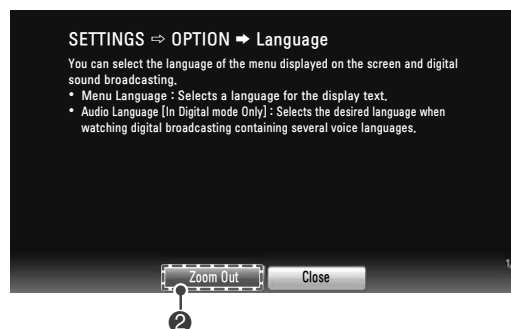 SETTINGS ⇨ OPTION ➡ Language
You can select the language of the menu displayed on the screen and digital
sound broadcasting.
• Menu Language : Selects a language for the display text.
• Audio Language [In Digital mode Only] : Selects the desired language when
watching digital broadcasting containing several voice languages.
Zoom Out Close
❷